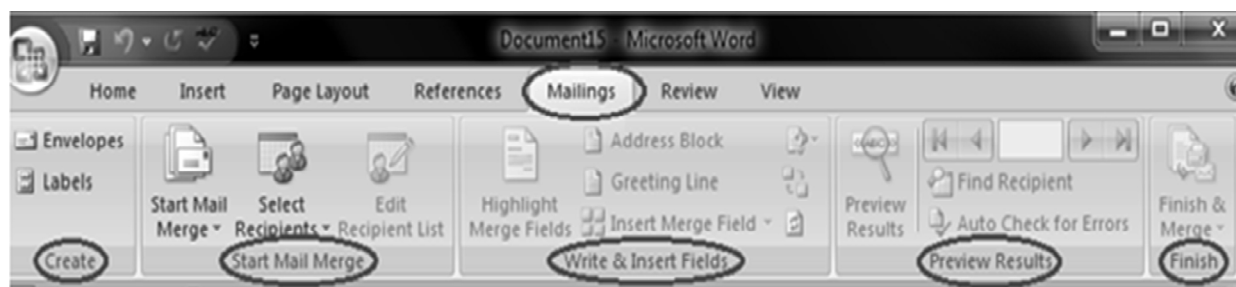 Document15 - Microsoft Word
Home Insert Page Layout References Mailings Review View
Envelopes
Labels
Create
Start Mail
Merge
Select
Recipients
Edit
Recipient List
Start Mail Merge
Highlight
Merge Fields
Address Block
Greeting Line
Insert Merge Field
Write & Insert Fields
ABC
Preview
Results
Find Recipient
Auto Check for Errors
Preview Results
Finish &
Merge
Finish